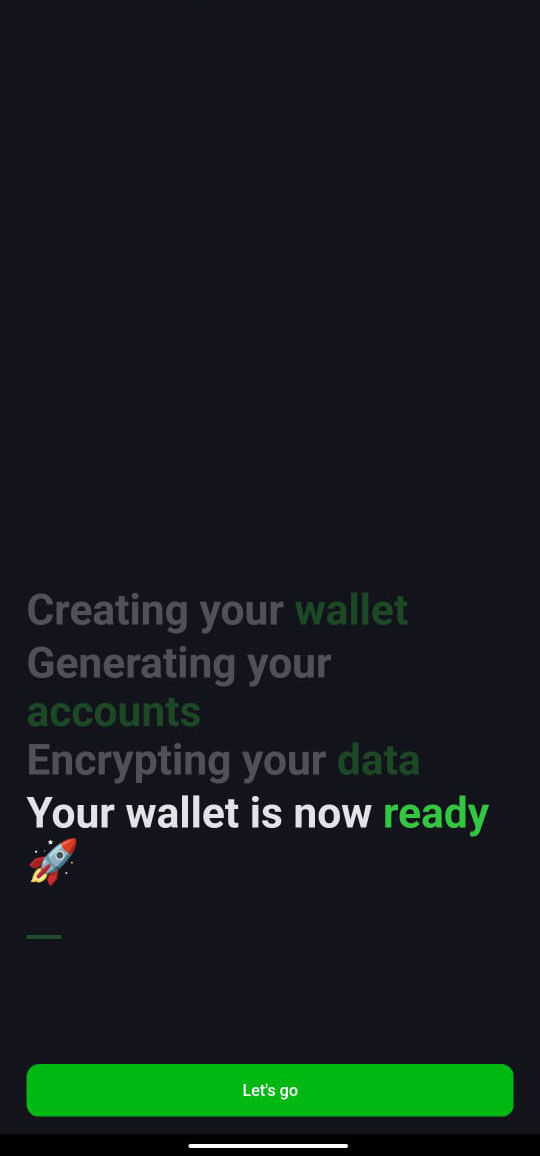 Creating your wallet
Generating your
accounts
Encrypting your data
Your wallet is now ready
🚀
Let's go